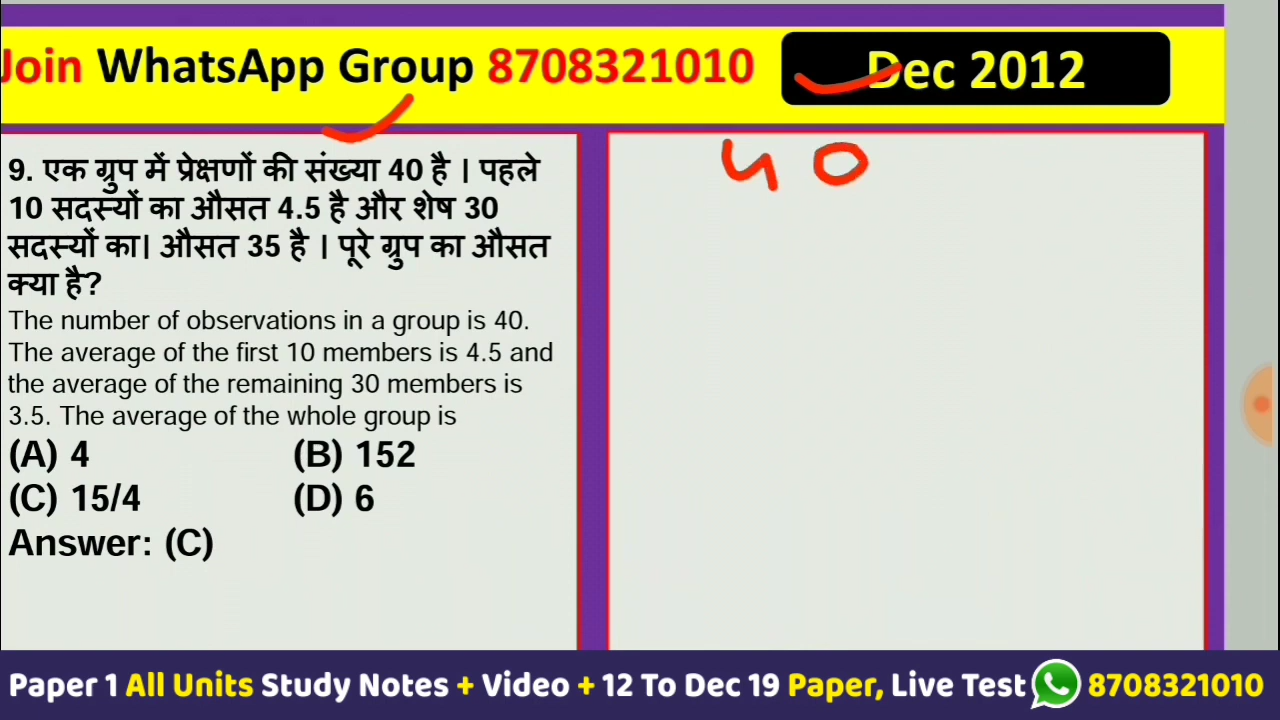 Join WhatsApp Group 8708321010
Dec 2012
9. एक ग्रुप में प्रेक्षणों की संख्या 40 है । पहले
10 सदस्यों का औसत 4.5 है और शेष 30
सदस्यों का। औसत 35 है । पूरे ग्रुप का औसत
क्या है?
The number of observations in a group is 40.
The average of the first 10 members is 4.5 and
the average of the remaining 30 members is
3.5. The average of the whole group is
(A) 4 (B) 152
(C) 15/4 (D) 6
Answer: (C)
40
Paper 1 All Units Study Notes + Video + 12 To Dec 19 Paper, Live Test 8708321010